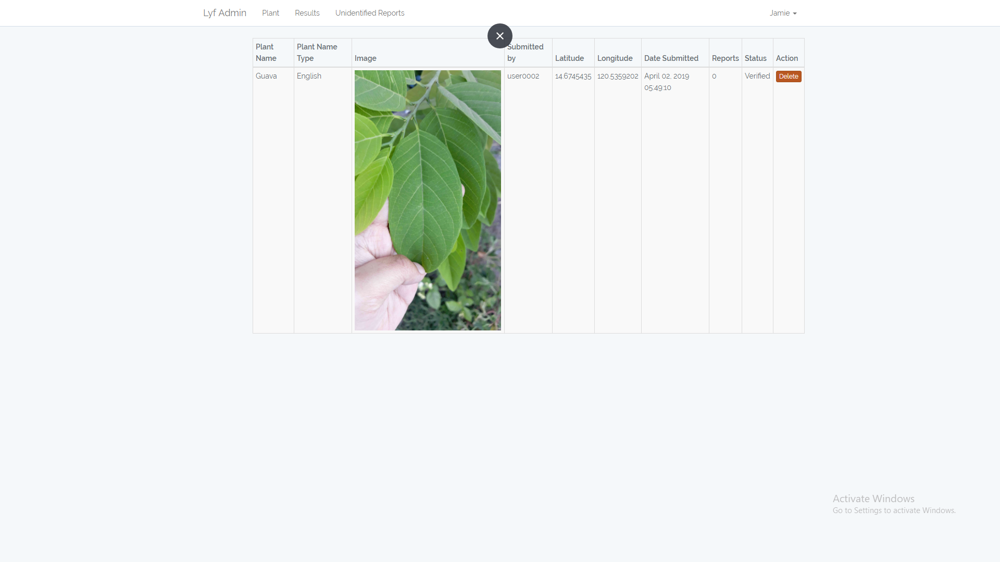 Lyf Admin Plant Results Unidentified Reports Jamie
Plant Name
Plant Name Type
Image
Submitted by
Latitude
Longitude
Date Submitted
Reports
Status
Action
Guava
English
user0002
14.6745435
120.5359202
April 02, 2019
05:49:10
0
Verified
Delete
Activate Windows
Go to Settings to activate Windows.